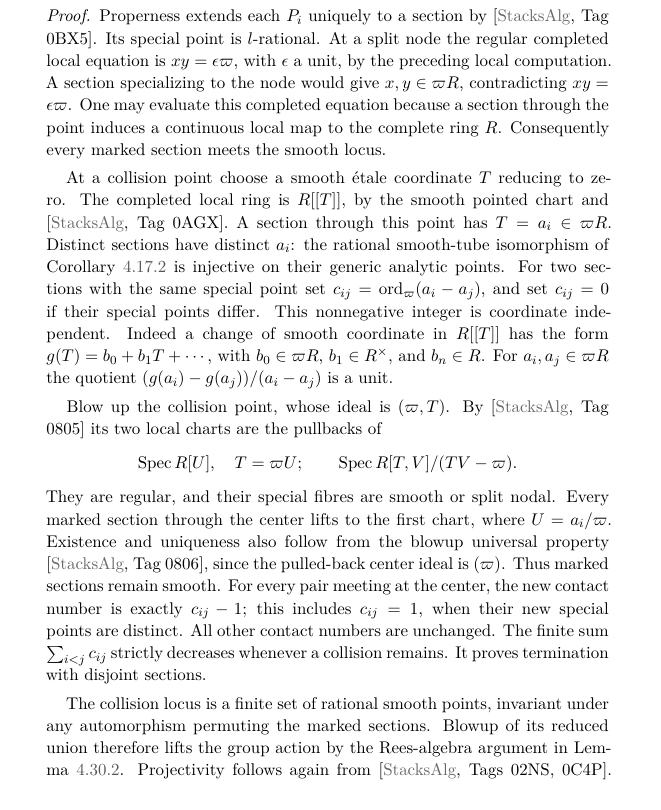 Proof. Properness extends each P_i uniquely to a section by [StacksAlg, Tag
0BX5]. Its special point is l-rational. At a split node the regular completed
local equation is xy = ϵϖ, with ϵ a unit, by the preceding local computation.
A section specializing to the node would give x, y ∈ ϖR, contradicting xy =
ϵϖ. One may evaluate this completed equation because a section through the
point induces a continuous local map to the complete ring R. Consequently
every marked section meets the smooth locus.
At a collision point choose a smooth étale coordinate T reducing to ze-
ro. The completed local ring is R[[T]], by the smooth pointed chart and
[StacksAlg, Tag 0AGX]. A section through this point has T = a_i ∈ ϖR.
Distinct sections have distinct a_i: the rational smooth-tube isomorphism of
Corollary 4.17.2 is injective on their generic analytic points. For two sec-
tions with the same special point set c_{ij} = ord_ϖ(a_i − a_j), and set c_{ij} = 0
if their special points differ. This nonnegative integer is coordinate inde-
pendent. Indeed a change of smooth coordinate in R[[T]] has the form
g(T) = b_0 + b_1T + ⋯, with b_0 ∈ ϖR, b_1 ∈ R^×, and b_n ∈ R. For a_i, a_j ∈ ϖR
the quotient (g(a_i) − g(a_j))/(a_i − a_j) is a unit.
Blow up the collision point, whose ideal is (ϖ, T). By [StacksAlg, Tag
0805] its two local charts are the pullbacks of
Spec R[U], T = ϖU; Spec R[T, V]/(TV − ϖ).
They are regular, and their special fibres are smooth or split nodal. Every
marked section through the center lifts to the first chart, where U = a_i/ϖ.
Existence and uniqueness also follow from the blowup universal property
[StacksAlg, Tag 0806], since the pulled-back center ideal is (ϖ). Thus marked
sections remain smooth. For every pair meeting at the center, the new contact
number is exactly c_{ij} − 1; this includes c_{ij} = 1, when their new special
points are distinct. All other contact numbers are unchanged. The finite sum
∑_{i<j} c_{ij} strictly decreases whenever a collision remains. It proves termination
with disjoint sections.
The collision locus is a finite set of rational smooth points, invariant under
any automorphism permuting the marked sections. Blowup of its reduced
union therefore lifts the group action by the Rees-algebra argument in Lem-
ma 4.30.2. Projectivity follows again from [StacksAlg, Tags 02NS, 0C4P].